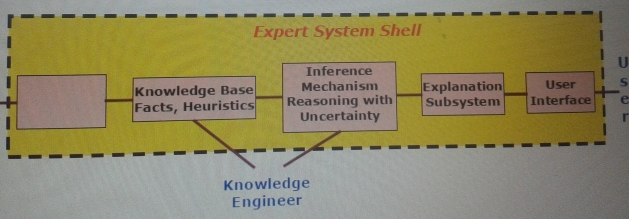 Expert System Shell
Knowledge Base
Facts, Heuristics
Inference
Mechanism
Reasoning with
Uncertainty
Explanation
Subsystem
User
Interface
U
s
e
r
Knowledge
Engineer